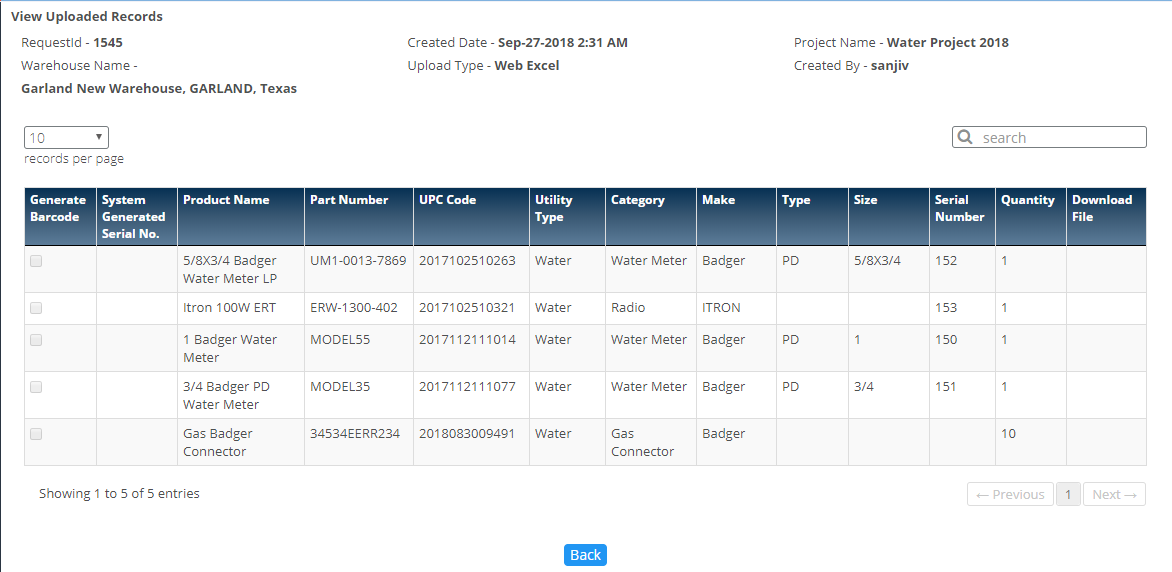 View Uploaded Records
RequestId - 1545 Created Date - Sep-27-2018 2:31 AM Project Name - Water Project 2018
Warehouse Name - Upload Type - Web Excel Created By - sanjiv
Garland New Warehouse, GARLAND, Texas
10 search
records per page
Generate Barcode System Generated Serial No. Product Name Part Number UPC Code Utility Type Category Make Type Size Serial Number Quantity Download File
5/8X3/4 Badger Water Meter LP UM1-0013-7869 2017102510263 Water Water Meter Badger PD 5/8X3/4 152 1
Itron 100W ERT ERW-1300-402 2017102510321 Water Radio ITRON 153 1
1 Badger Water Meter MODEL55 2017112111014 Water Water Meter Badger PD 1 150 1
3/4 Badger PD Water Meter MODEL35 2017112111077 Water Water Meter Badger PD 3/4 151 1
Gas Badger Connector 34534EERR234 2018083009491 Water Gas Connector Badger 10
Showing 1 to 5 of 5 entries ← Previous 1 Next →
Back